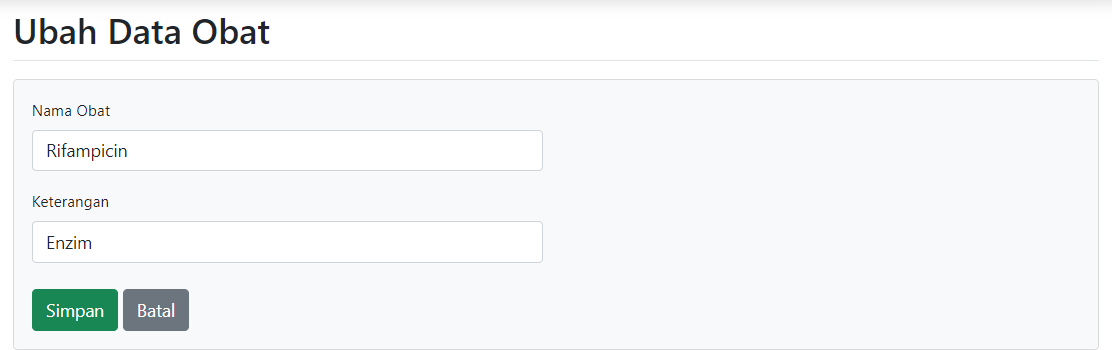 Ubah Data Obat
Nama Obat
Rifampicin
Keterangan
Enzim
Simpan Batal